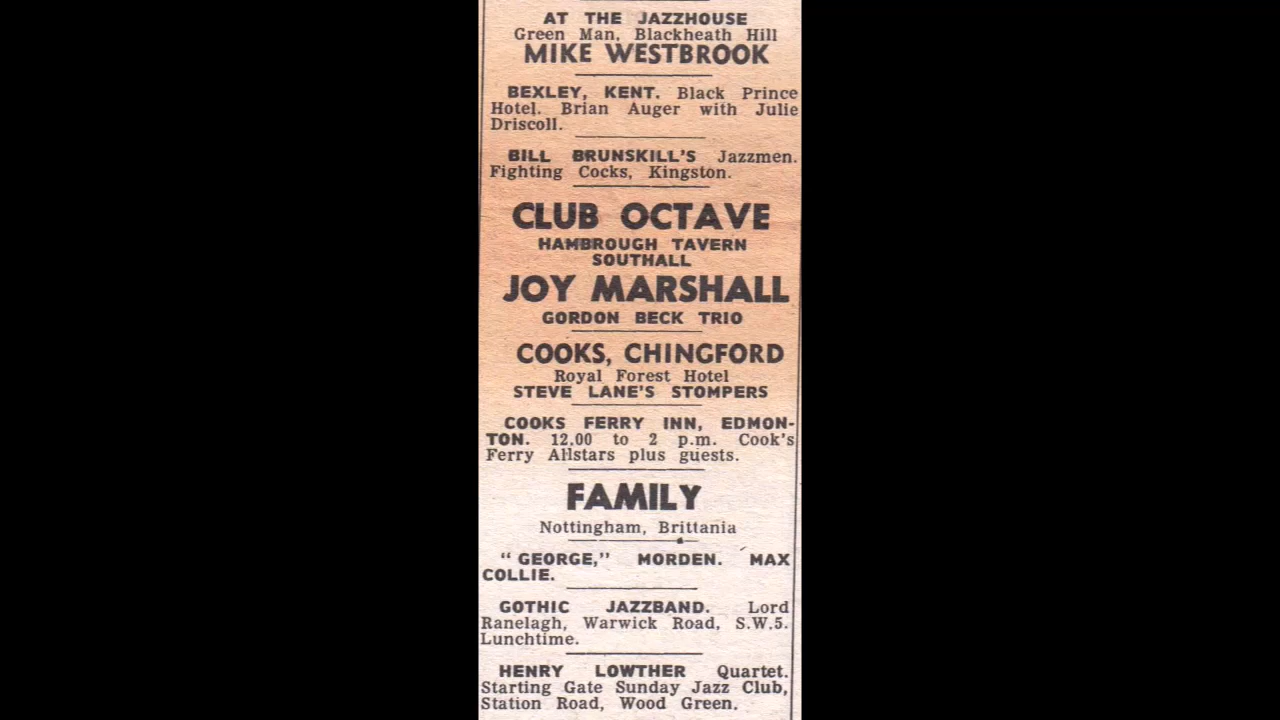 AT THE JAZZHOUSE
Green Man, Blackheath Hill
MIKE WESTBROOK
BEXLEY, KENT. Black Prince
Hotel. Brian Auger with Julie
Driscoll.
BILL BRUNSKILL'S Jazzmen.
Fighting Cocks, Kingston.
CLUB OCTAVE
HAMBROUGH TAVERN
SOUTHALL
JOY MARSHALL
GORDON BECK TRIO
COOKS, CHINGFORD
Royal Forest Hotel
STEVE LANE'S STOMPERS
COOKS FERRY INN, EDMON-
TON. 12.00 to 2 p.m. Cook's
Ferry Allstars plus guests.
FAMILY
Nottingham, Brittania
"GEORGE," MORDEN. MAX
COLLIE.
GOTHIC JAZZBAND. Lord
Ranelagh, Warwick Road, S.W.5.
Lunchtime.
HENRY LOWTHER Quartet.
Starting Gate Sunday Jazz Club,
Station Road, Wood Green.